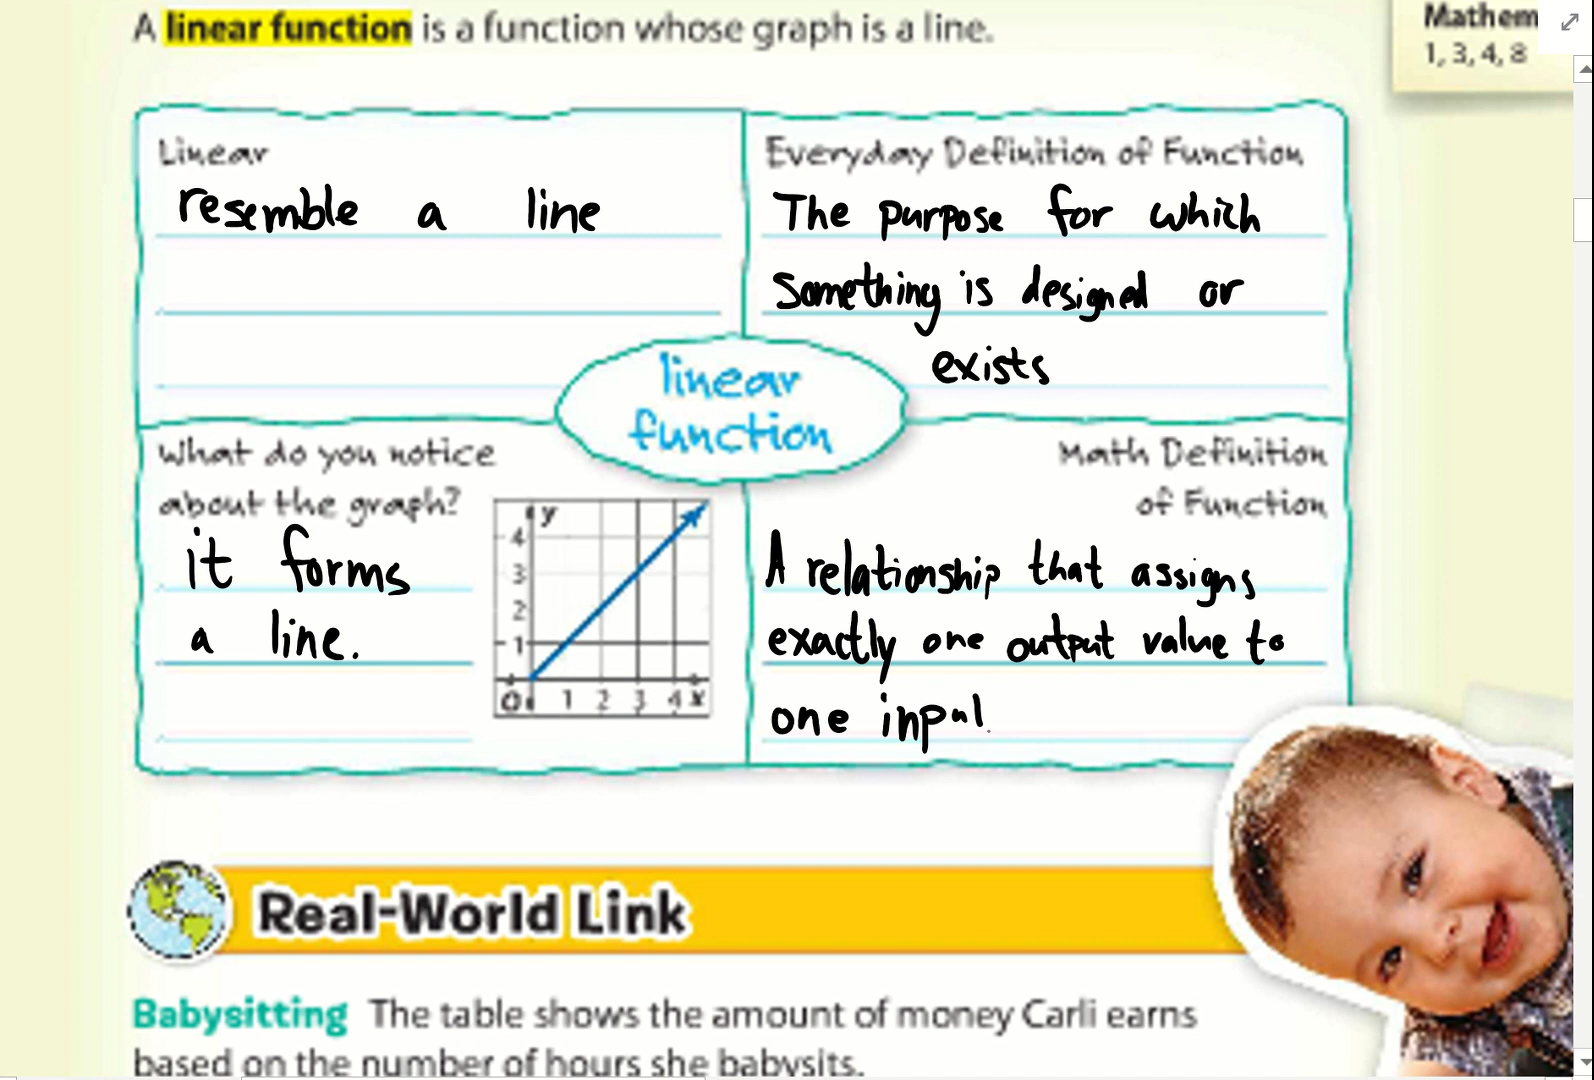 A linear function is a function whose graph is a line.
Mathem
1, 3, 4, 8
Linear
resemble a line
Everyday Definition of Function
The purpose for which
something is designed or
exists
linear
function
What do you notice
about the graph?
it forms
a line.
y
4
3
2
1
O 1 2 3 4 x
Math Definition
of Function
A relationship that assigns
exactly one output value to
one input.
Real-World Link
Babysitting The table shows the amount of money Carli earns
based on the number of hours she babysits.